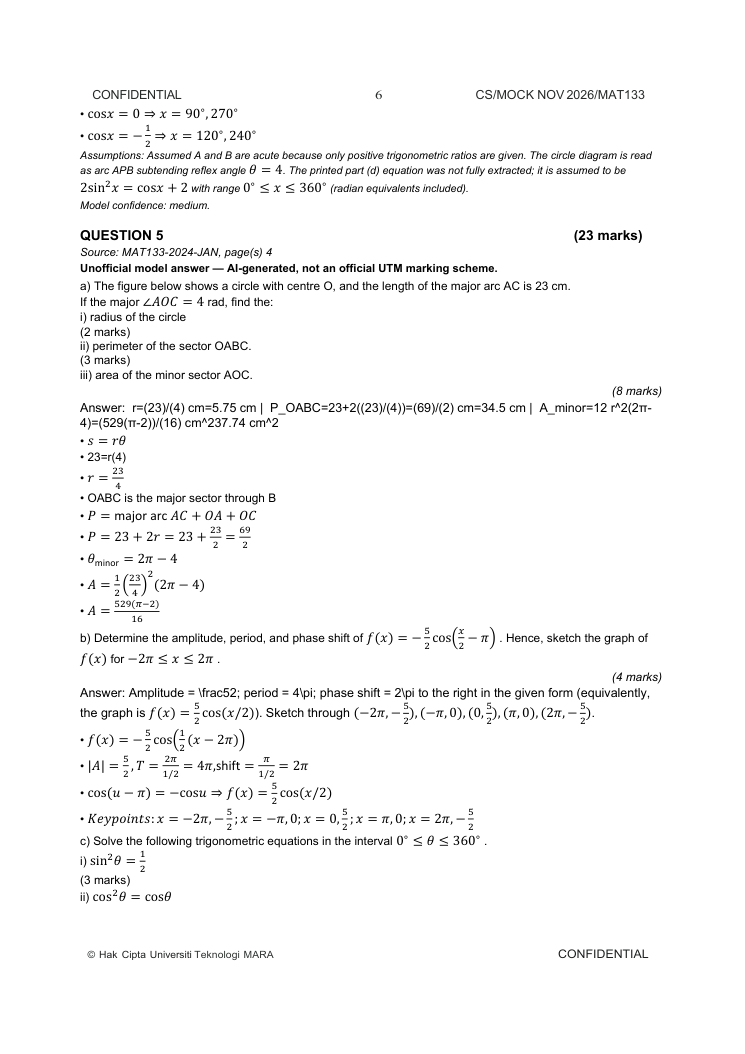 CONFIDENTIAL 6 CS/MOCK NOV 2026/MAT133
• cosx = 0 ⇒ x = 90°, 270°
• cosx = −1/2 ⇒ x = 120°, 240°
Assumptions: Assumed A and B are acute because only positive trigonometric ratios are given. The circle diagram is read
as arc APB subtending reflex angle θ = 4. The printed part (d) equation was not fully extracted; it is assumed to be
2sin²x = cosx + 2 with range 0° ≤ x ≤ 360° (radian equivalents included).
Model confidence: medium.
QUESTION 5 (23 marks)
Source: MAT133-2024-JAN, page(s) 4
Unofficial model answer — AI-generated, not an official UTM marking scheme.
a) The figure below shows a circle with centre O, and the length of the major arc AC is 23 cm.
If the major ∠AOC = 4 rad, find the:
i) radius of the circle
(2 marks)
ii) perimeter of the sector OABC.
(3 marks)
iii) area of the minor sector AOC.
(8 marks)
Answer: r=(23)/(4) cm=5.75 cm | P_OABC=23+2((23)/(4))=(69)/(2) cm=34.5 cm | A_minor=12 r^2(2π-
4)=(529(π-2))/(16) cm^237.74 cm^2
• s = rθ
• 23=r(4)
• r = 23/4
• OABC is the major sector through B
• P = major arc AC + OA + OC
• P = 23 + 2r = 23 + 23/2 = 69/2
• θminor = 2π − 4
• A = 1/2(23/4)²(2π − 4)
• A = 529(π−2)/16
b) Determine the amplitude, period, and phase shift of f(x) = −5/2cos(x/2 − π) . Hence, sketch the graph of
f(x) for −2π ≤ x ≤ 2π .
(4 marks)
Answer: Amplitude = \frac52; period = 4\pi; phase shift = 2\pi to the right in the given form (equivalently,
the graph is f(x) = 5/2cos(x/2)). Sketch through (−2π, −5/2), (−π, 0), (0, 5/2), (π, 0), (2π, −5/2).
• f(x) = −5/2cos(1/2(x − 2π))
• |A| = 5/2, T = 2π/1/2 = 4π,shift = π/1/2 = 2π
• cos(u − π) = −cosu ⇒ f(x) = 5/2cos(x/2)
• Keypoints: x = −2π, −5/2; x = −π, 0; x = 0, 5/2; x = π, 0; x = 2π, −5/2
c) Solve the following trigonometric equations in the interval 0° ≤ θ ≤ 360° .
i) sin²θ = 1/2
(3 marks)
ii) cos²θ = cosθ
© Hak Cipta Universiti Teknologi MARA CONFIDENTIAL